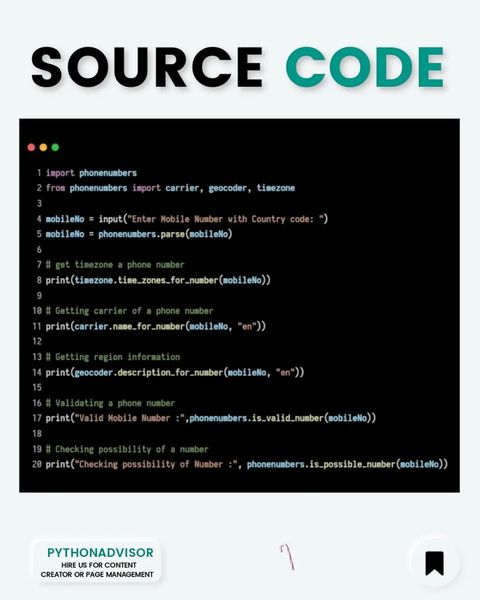 SOURCE CODE
1 import phonenumbers
2 from phonenumbers import carrier, geocoder, timezone
3
4 mobileNo = input("Enter Mobile Number with Country code: ")
5 mobileNo = phonenumbers.parse(mobileNo)
6
7 # get timezone a phone number
8 print(timezone.time_zones_for_number(mobileNo))
9
10 # Getting carrier of a phone number
11 print(carrier.name_for_number(mobileNo, "en"))
12
13 # Getting region information
14 print(geocoder.description_for_number(mobileNo, "en"))
15
16 # Validating a phone number
17 print("Valid Mobile Number :",phonenumbers.is_valid_number(mobileNo))
18
19 # Checking possibility of a number
20 print("Checking possibility of Number :", phonenumbers.is_possible_number(mobileNo))
PYTHONADVISOR
HIRE US FOR CONTENT
CREATOR OR PAGE MANAGEMENT